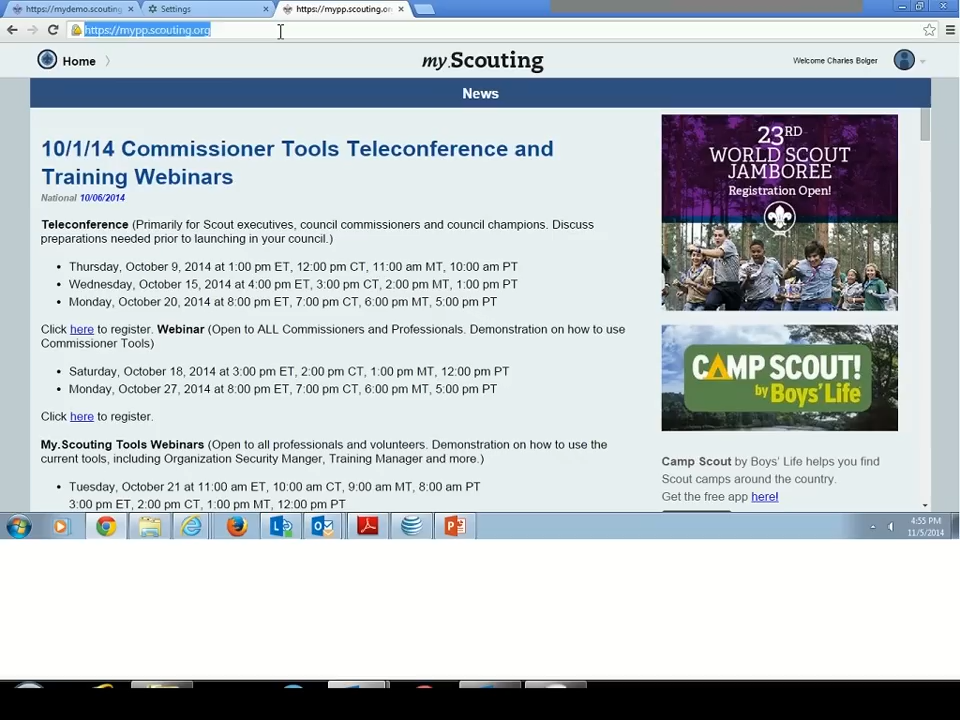 https://mydemo.scouting
Settings
https://mypp.scouting.or
https://mypp.scouting.org
Home
my.Scouting
Welcome Charles Bolger
News
10/1/14 Commissioner Tools Teleconference and
Training Webinars
National 10/06/2014
Teleconference (Primarily for Scout executives, council commissioners and council champions. Discuss
preparations needed prior to launching in your council.)
• Thursday, October 9, 2014 at 1:00 pm ET, 12:00 pm CT, 11:00 am MT, 10:00 am PT
• Wednesday, October 15, 2014 at 4:00 pm ET, 3:00 pm CT, 2:00 pm MT, 1:00 pm PT
• Monday, October 20, 2014 at 8:00 pm ET, 7:00 pm CT, 6:00 pm MT, 5:00 pm PT
Click here to register. Webinar (Open to ALL Commissioners and Professionals. Demonstration on how to use
Commissioner Tools)
• Saturday, October 18, 2014 at 3:00 pm ET, 2:00 pm CT, 1:00 pm MT, 12:00 pm PT
• Monday, October 27, 2014 at 8:00 pm ET, 7:00 pm CT, 6:00 pm MT, 5:00 pm PT
Click here to register.
My.Scouting Tools Webinars (Open to all professionals and volunteers. Demonstration on how to use the
current tools, including Organization Security Manger, Training Manager and more.)
• Tuesday, October 21 at 11:00 am ET, 10:00 am CT, 9:00 am MT, 8:00 am PT
3:00 pm ET, 2:00 pm CT, 1:00 pm MT, 12:00 pm PT
23RD
WORLD SCOUT
JAMBOREE
Registration Open!
CAMP SCOUT!
by Boys' Life
Camp Scout by Boys' Life helps you find
Scout camps around the country.
Get the free app here!
4:55 PM
11/5/2014